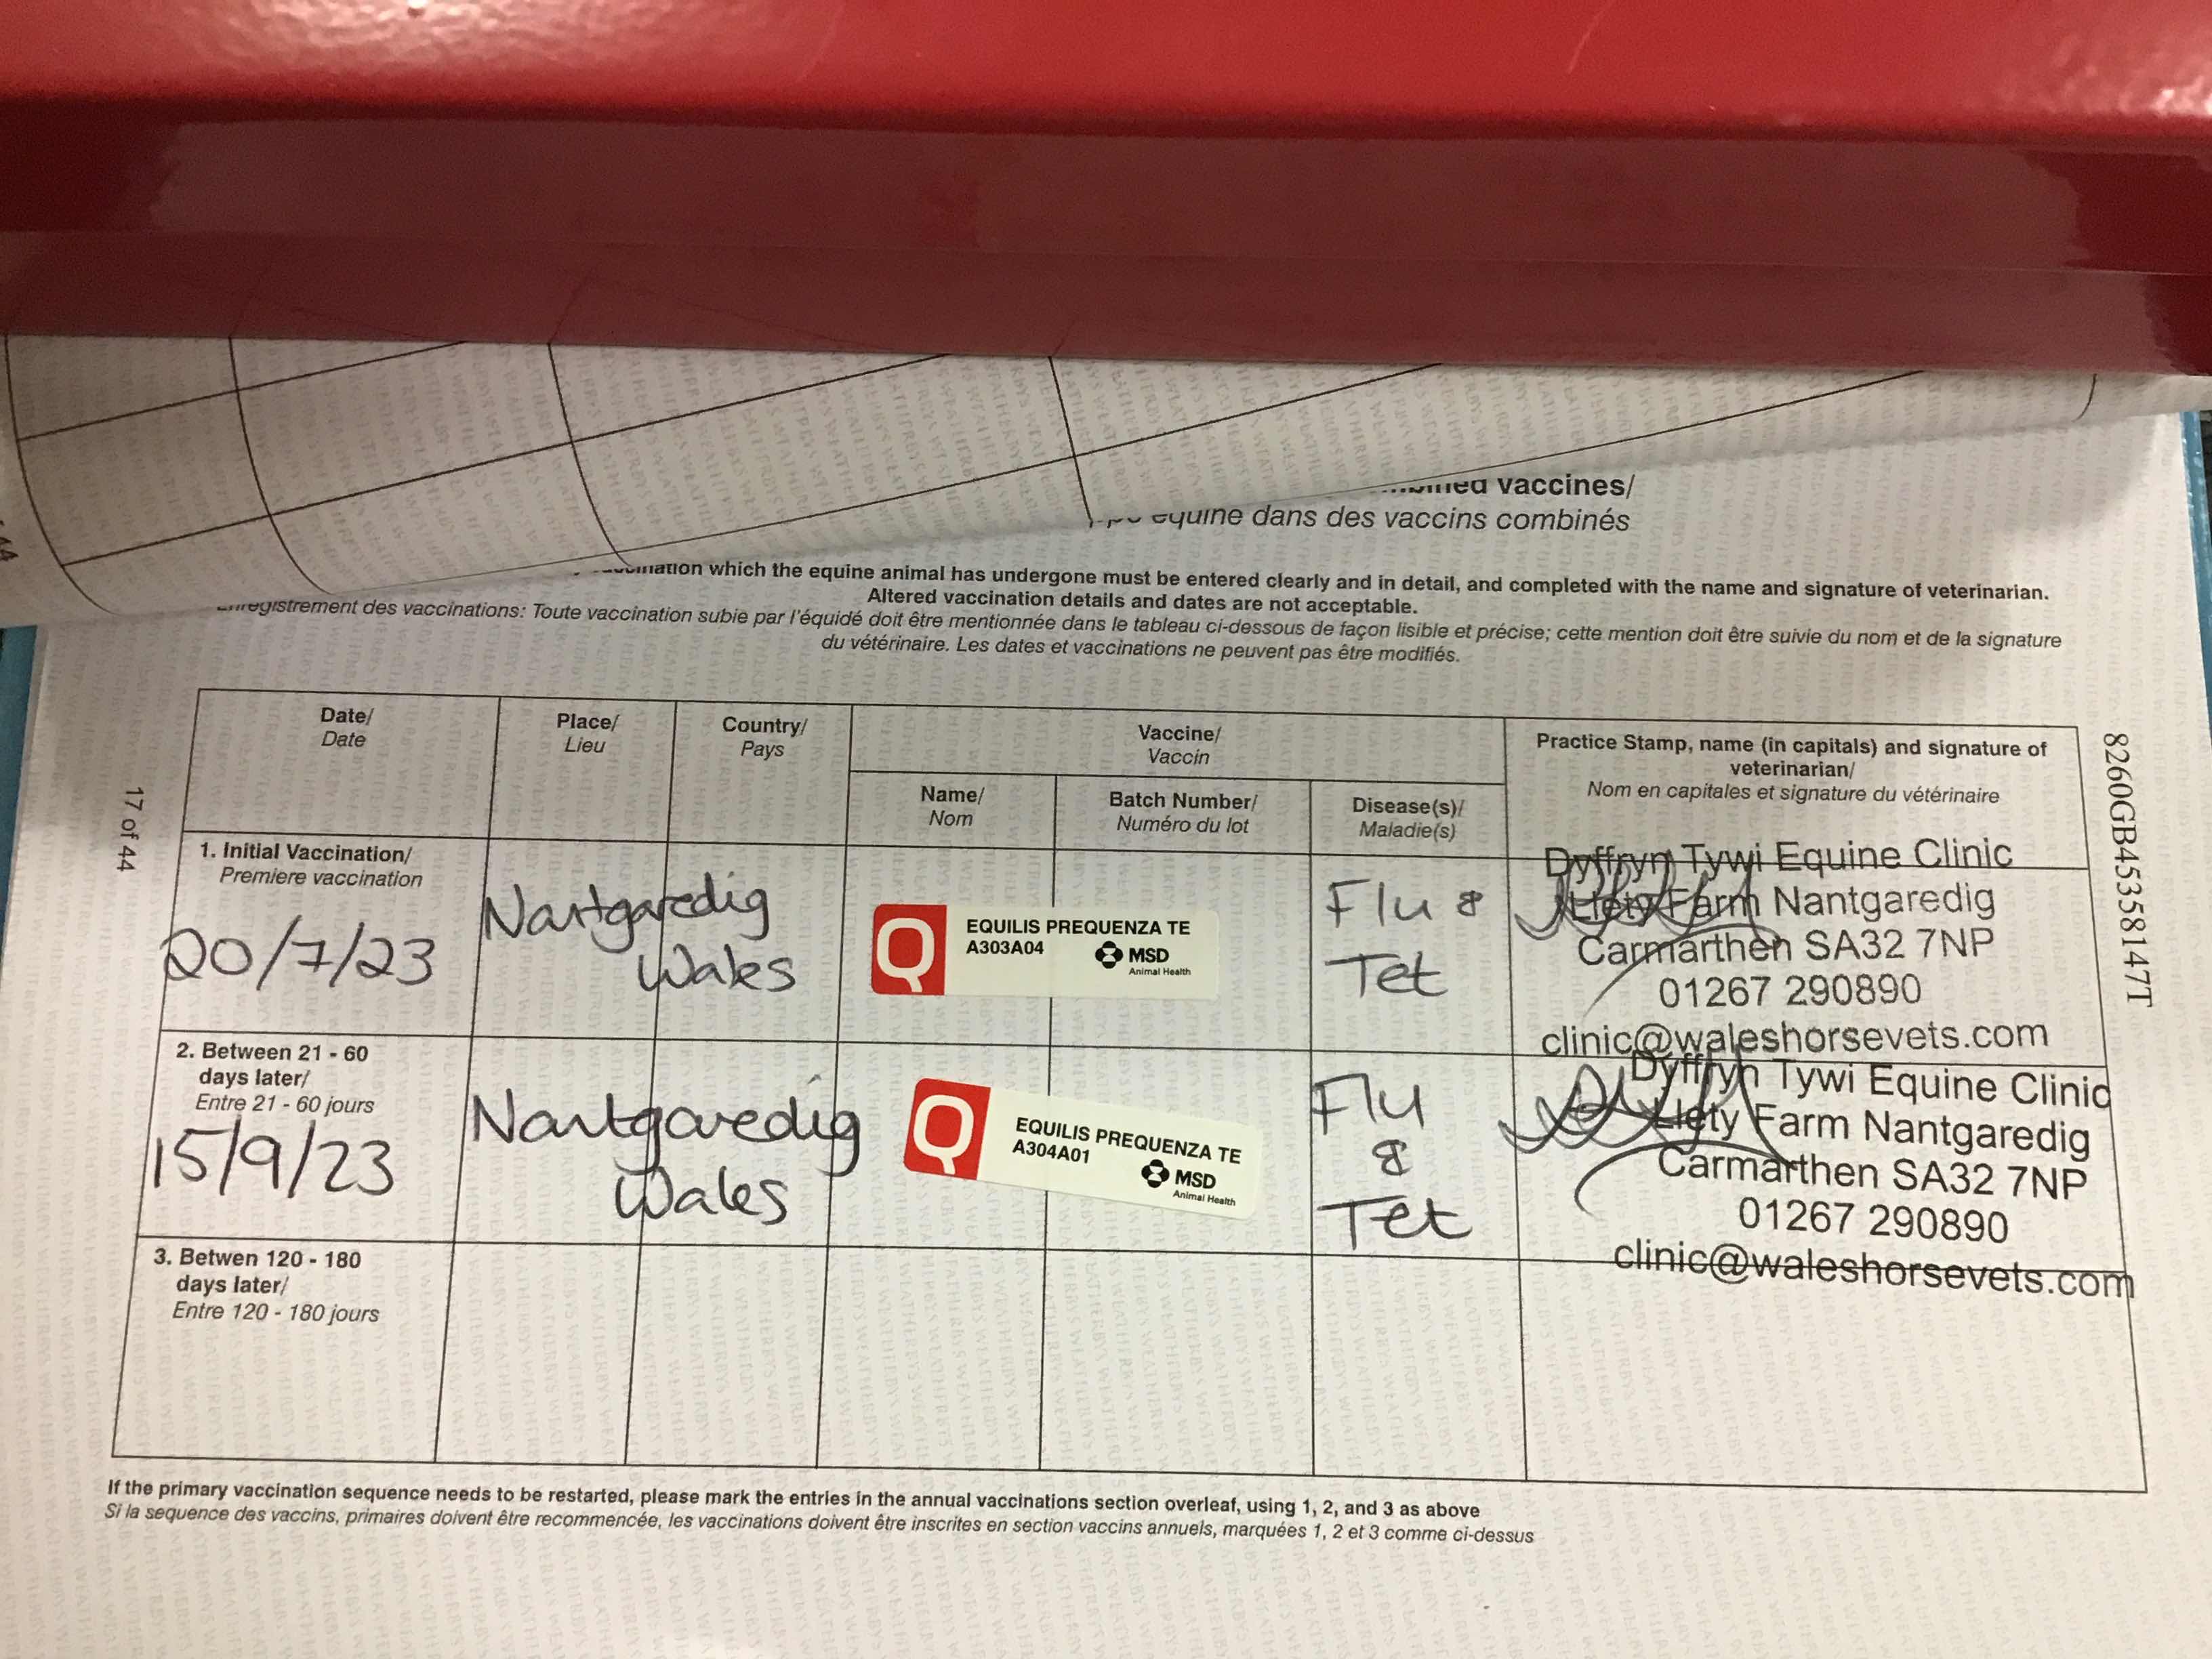 vaccines/
equine dans des vaccins combinés
which the equine animal has undergone must be entered clearly and in detail, and completed with the name and signature of veterinarian.
Altered vaccination details and dates are not acceptable.
des vaccinations: Toute vaccination subie par l'équidé doit être mentionnée dans le tableau ci-dessous de façon lisible et précise; cette mention doit être suivie du nom et de la signature
du vétérinaire. Les dates et vaccinations ne peuvent pas être modifiés.
Date/
Date
Place/
Lieu
Country/
Pays
Vaccine/
Vaccin
Name/
Nom
Batch Number/
Numéro du lot
Disease(s)/
Maladie(s)
Practice Stamp, name (in capitals) and signature of
veterinarian/
Nom en capitales et signature du vétérinaire
1. Initial Vaccination/
Premiere vaccination
20/7/23
Nantgaredig
Wales
Q
EQUILIS PREQUENZA TE
A303A04
MSD
Animal Health
Flu &
Tet
Dyffryn Tywi Equine Clinic
Llety Farm Nantgaredig
Carmarthen SA32 7NP
01267 290890
clinic@waleshorsevets.com
2. Between 21 - 60
days later/
Entre 21 - 60 jours
15/9/23
Nantgaredig
Wales
Q
EQUILIS PREQUENZA TE
A304A01
MSD
Animal Health
Flu
&
Tet
Dyffryn Tywi Equine Clinic
Llety Farm Nantgaredig
Carmarthen SA32 7NP
01267 290890
clinic@waleshorsevets.com
3. Betwen 120 - 180
days later/
Entre 120 - 180 jours
If the primary vaccination sequence needs to be restarted, please mark the entries in the annual vaccinations section overleaf, using 1, 2, and 3 as above
Si la sequence des vaccins, primaires doivent être recommencée, les vaccinations doivent être inscrites en section vaccins annuels, marquées 1, 2 et 3 comme ci-dessus
17 of 44
8260GB45358147T